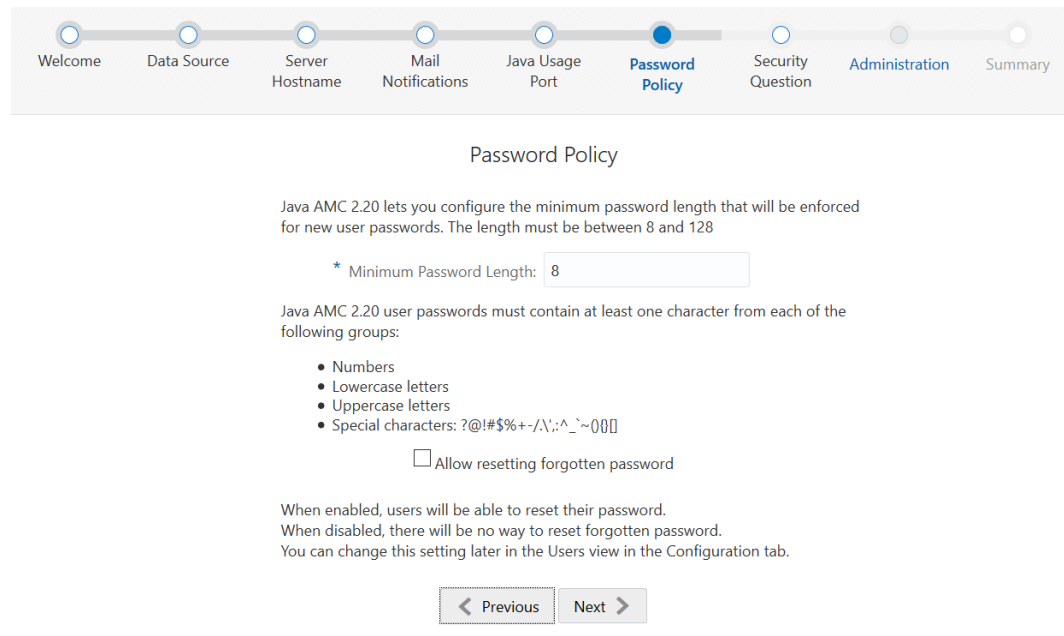 Welcome
Data Source
Server
Hostname
Mail
Notifications
Java Usage
Port
Password
Policy
Security
Question
Administration
Summary
Password Policy
Java AMC 2.20 lets you configure the minimum password length that will be enforced
for new user passwords. The length must be between 8 and 128
* Minimum Password Length: 8
Java AMC 2.20 user passwords must contain at least one character from each of the
following groups:
• Numbers
• Lowercase letters
• Uppercase letters
• Special characters: ?@!#$%+-/.\',:^_`~(){}[]
Allow resetting forgotten password
When enabled, users will be able to reset their password.
When disabled, there will be no way to reset forgotten password.
You can change this setting later in the Users view in the Configuration tab.
Previous
Next